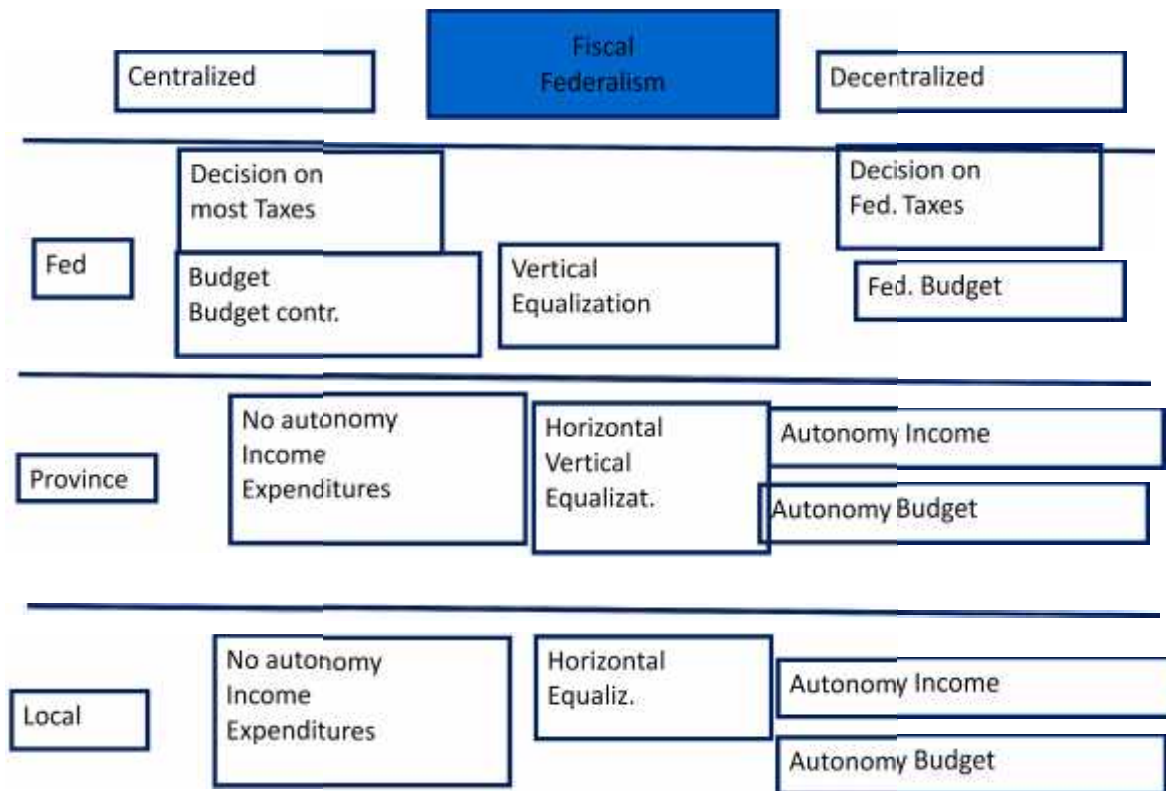 Centralized
Fiscal
Federalism
Decentralized
Decision on
most Taxes
Decision on
Fed. Taxes
Fed
Budget
Budget contr.
Vertical
Equalization
Fed. Budget
Province
No autonomy
Income
Expenditures
Horizontal
Vertical
Equalizat.
Autonomy Income
Autonomy Budget
Local
No autonomy
Income
Expenditures
Horizontal
Equaliz.
Autonomy Income
Autonomy Budget